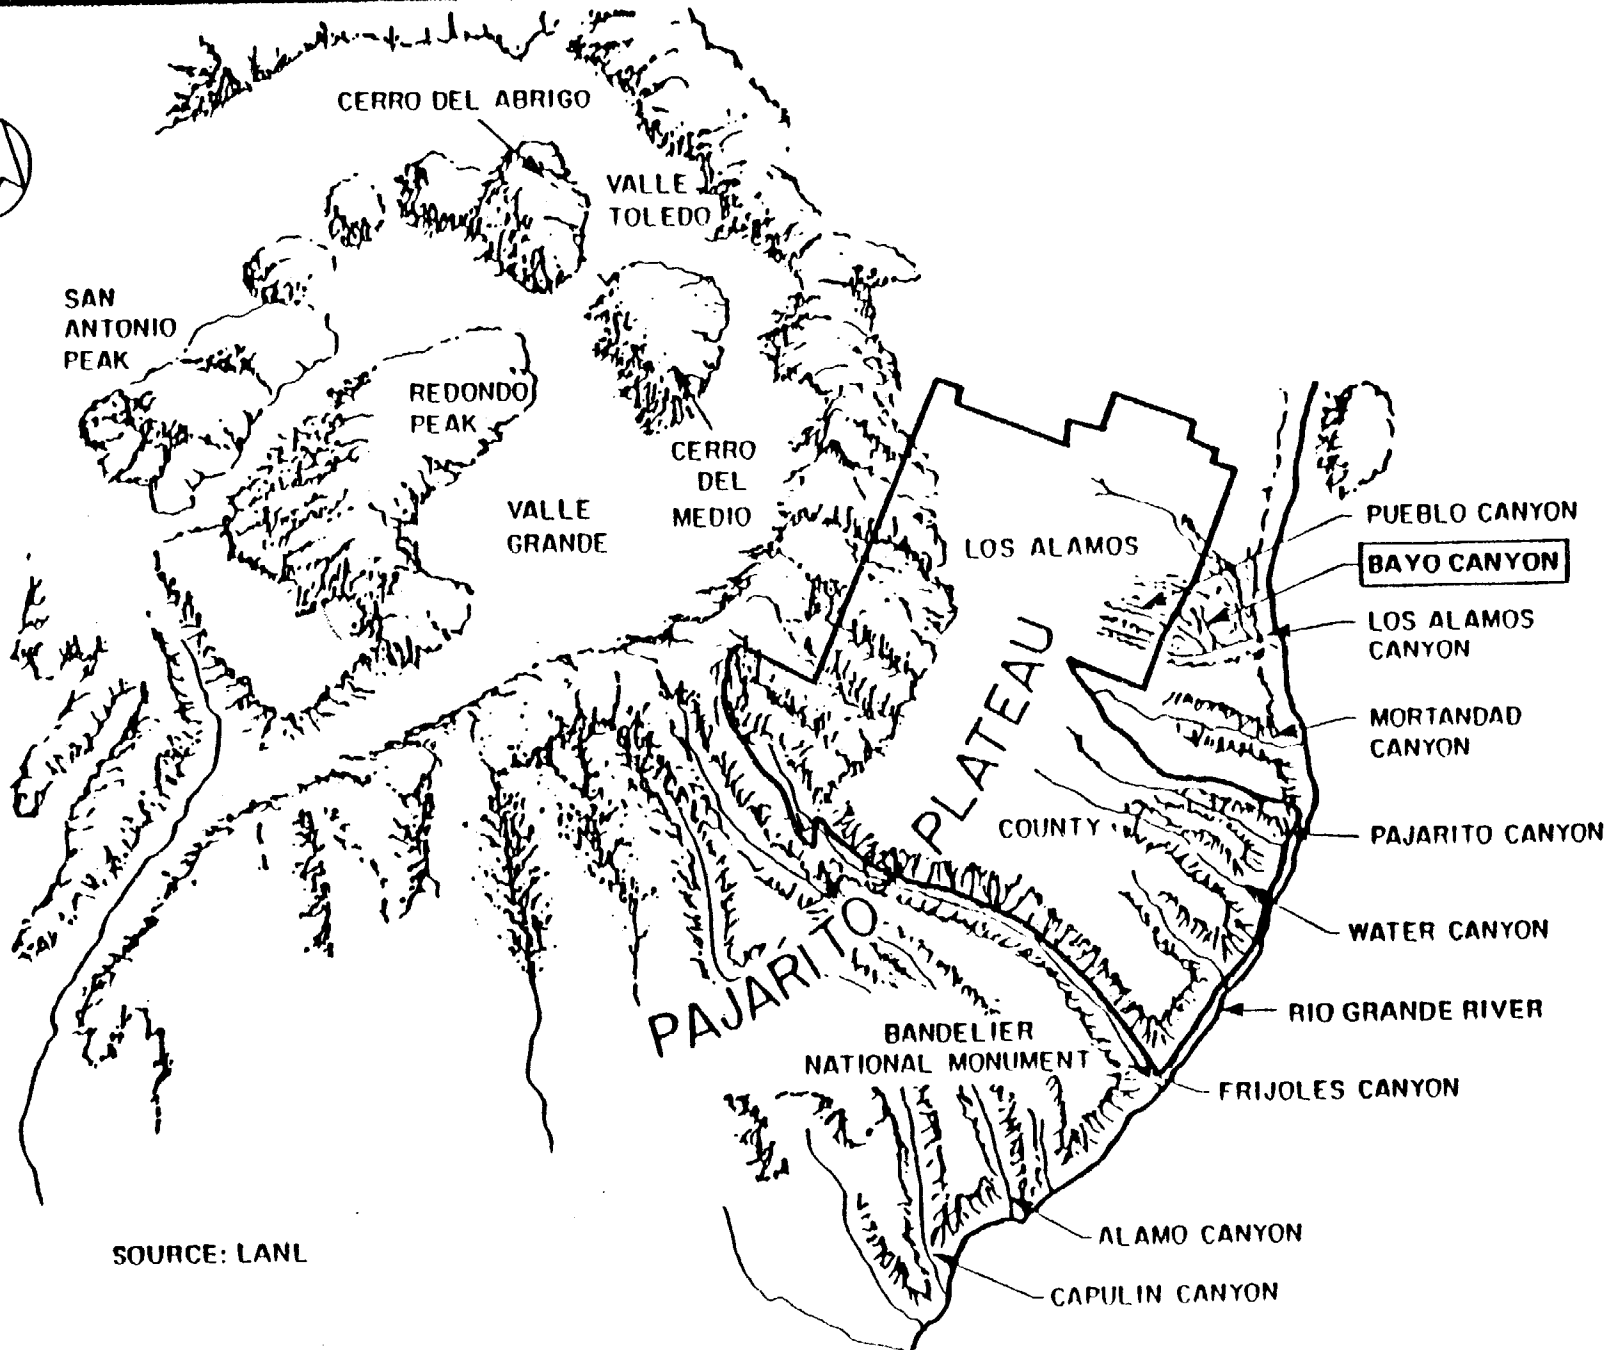 CERRO DEL ABRIGO
VALLE
TOLEDO
SAN
ANTONIO
PEAK
REDONDO
PEAK
CERRO
DEL
MEDIO
VALLE
GRANDE
LOS ALAMOS
PUEBLO CANYON
BAYO CANYON
LOS ALAMOS
CANYON
MORTANDAD
CANYON
COUNTY
PAJARITO CANYON
PAJARITO PLATEAU
WATER CANYON
RIO GRANDE RIVER
BANDELIER
NATIONAL MONUMENT
FRIJOLES CANYON
ALAMO CANYON
CAPULIN CANYON
SOURCE: LANL